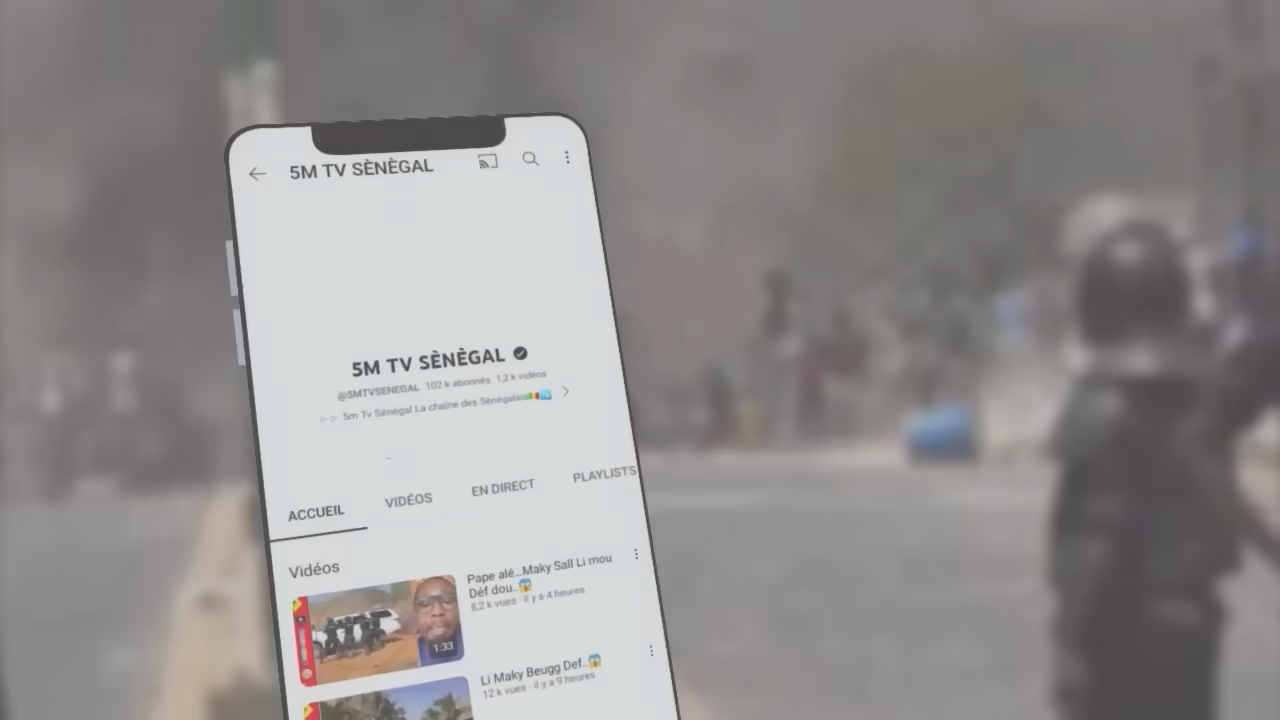 5M TV SÈNÈGAL
5M TV SÈNÈGAL
@5MTVSENEGAL 102 k abonnés 1,2 k vidéos
5m Tv Sénégal La chaîne des Sénégalais
ACCUEIL VIDÉOS EN DIRECT PLAYLISTS
Vidéos
Pape alé...Maky Sall Li mou
Déf dou..😱
8,2 k vues · il y a 4 heures
1:33
Li Maky Beugg Def..😱
12 k vues · il y a 9 heures